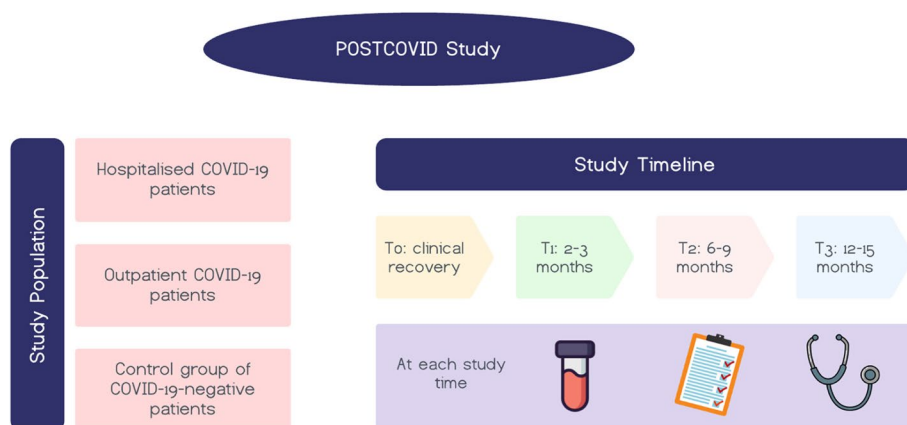 POSTCOVID Study
Study Population
Hospitalised COVID-19
patients
Outpatient COVID-19
patients
Control group of
COVID-19-negative
patients
Study Timeline
T0: clinical
recovery
T1: 2-3
months
T2: 6-9
months
T3: 12-15
months
At each study
time